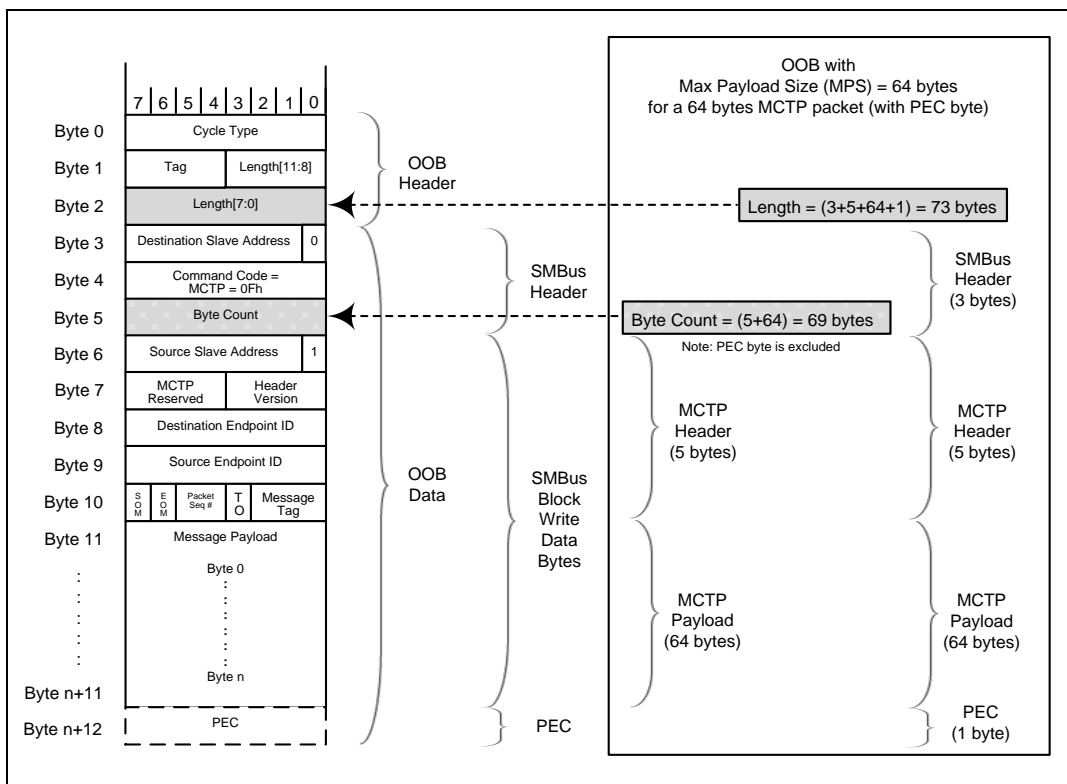 OOB with
Max Payload Size (MPS) = 64 bytes
for a 64 bytes MCTP packet (with PEC byte)
7 6 5 4 3 2 1 0
Byte 0
Cycle Type
Byte 1
Tag
Length[11:8]
OOB
Header
Byte 2
Length[7:0]
Length = (3+5+64+1) = 73 bytes
Byte 3
Destination Slave Address
0
Byte 4
Command Code =
MCTP = 0Fh
SMBus
Header
SMBus
Header
(3 bytes)
Byte 5
Byte Count
Byte Count = (5+64) = 69 bytes
Note: PEC byte is excluded
Byte 6
Source Slave Address
1
Byte 7
MCTP
Reserved
Header
Version
Byte 8
Destination Endpoint ID
MCTP
Header
(5 bytes)
MCTP
Header
(5 bytes)
Byte 9
Source Endpoint ID
OOB
Data
Byte 10
SOM
EOM
Packet
Seq #
TO
Message
Tag
SMBus
Block
Write
Data
Bytes
Byte 11
Message Payload
Byte 0
:
:
:
:
:
:
:
:
:
:
:
Byte n
MCTP
Payload
(64 bytes)
MCTP
Payload
(64 bytes)
Byte n+11
Byte n+12
PEC
PEC
PEC
(1 byte)